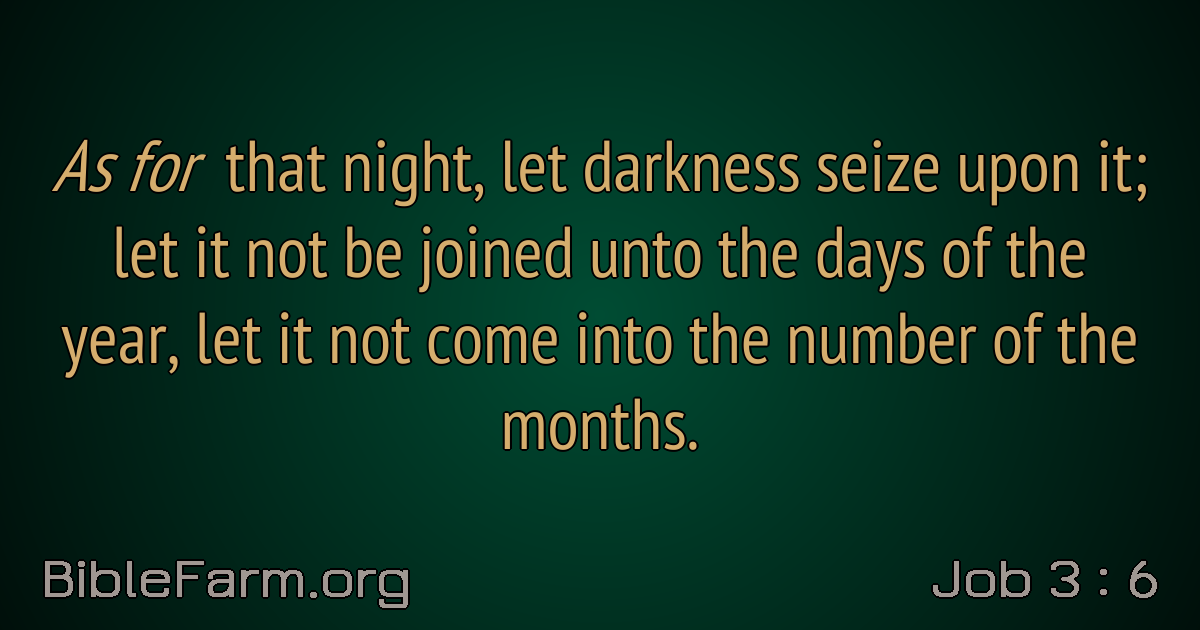 As for that night, let darkness seize upon it;
let it not be joined unto the days of the
year, let it not come into the number of the
months.
BibleFarm.org
Job 3 : 6